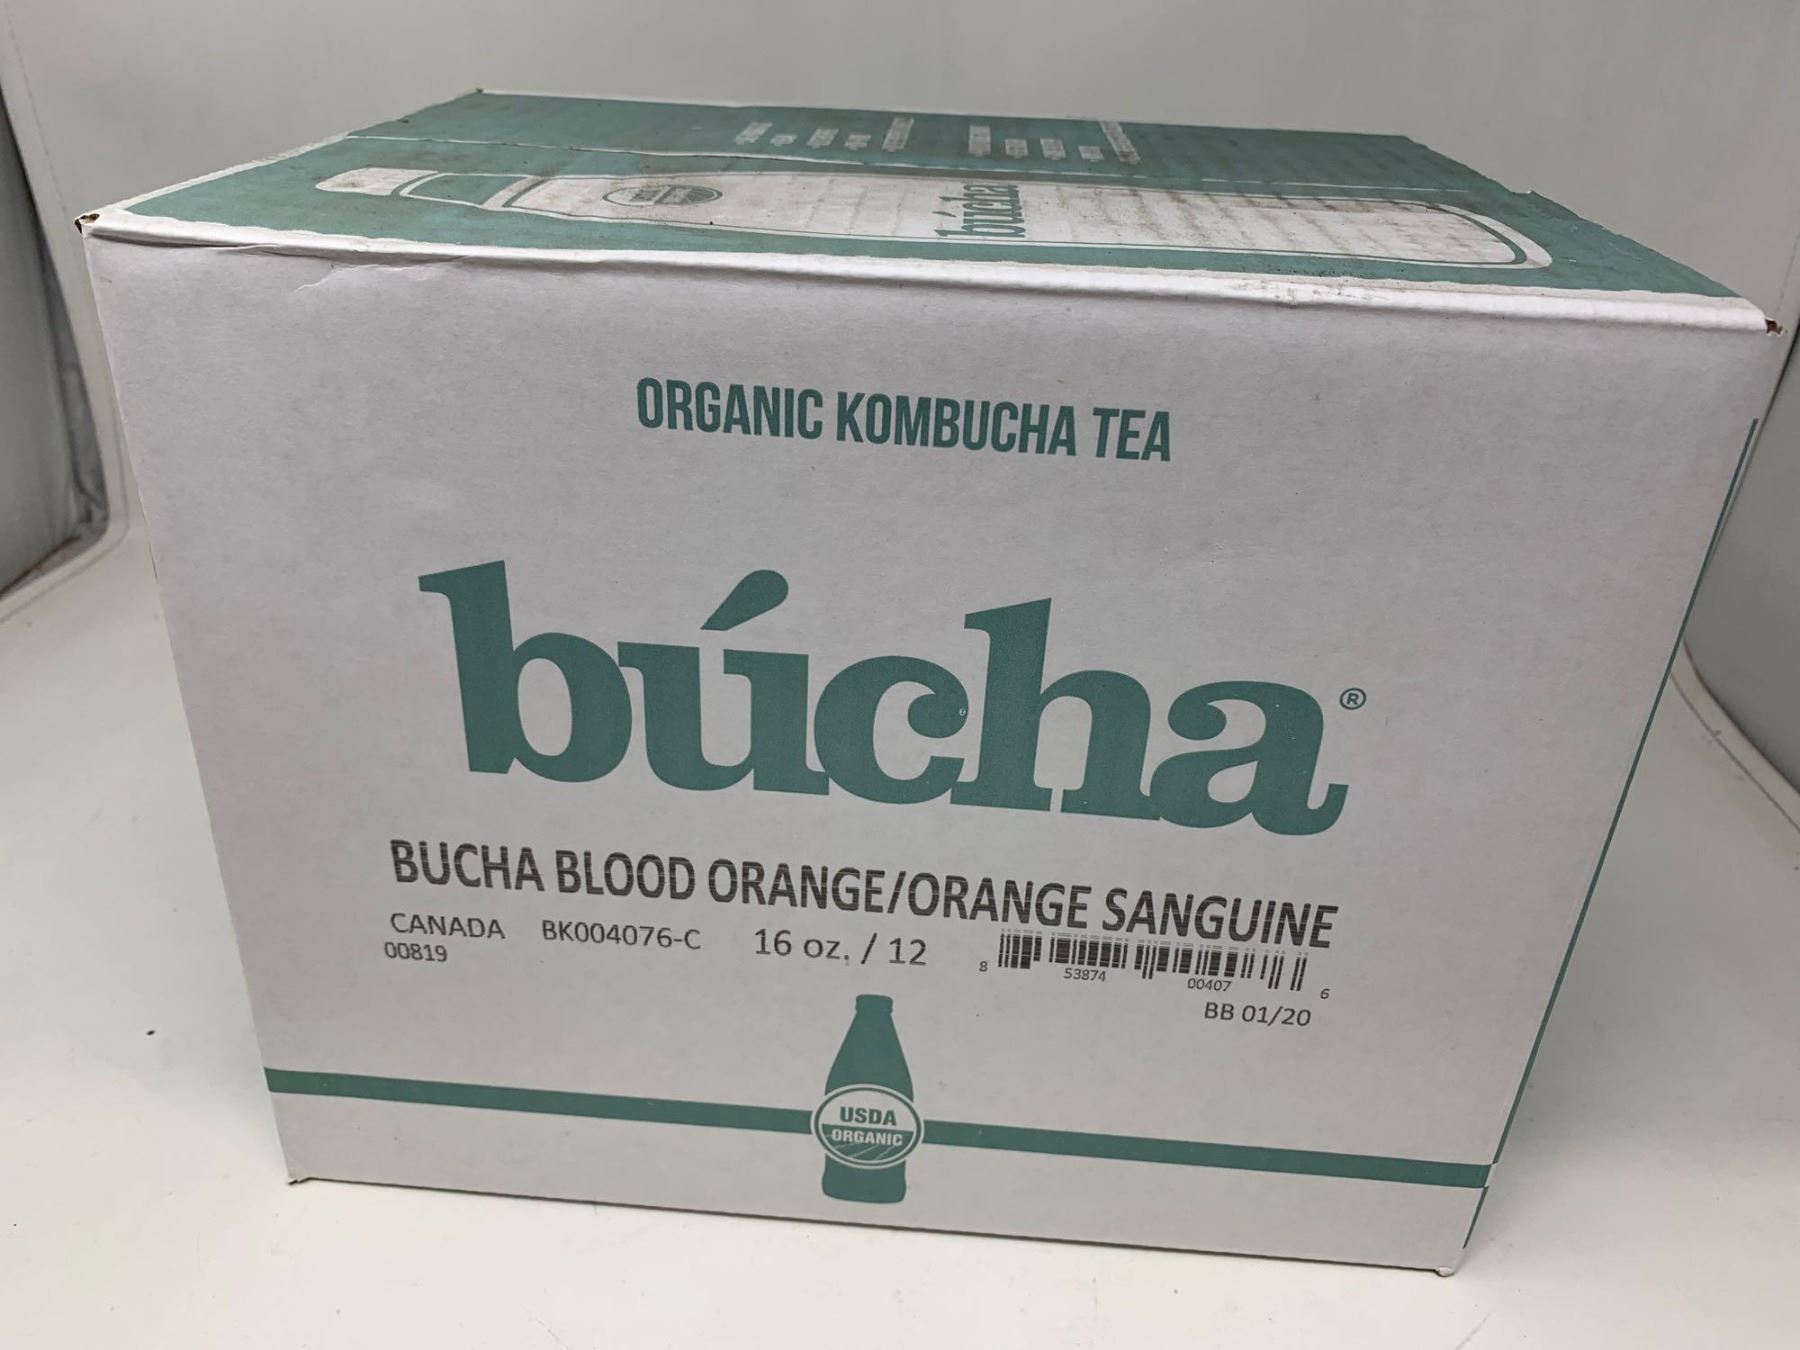 búcha
ORGANIC KOMBUCHA TEA
búcha®
BUCHA BLOOD ORANGE/ORANGE SANGUINE
CANADA BK004076-C 16 oz. / 12
00819
8 53874 00407 6
BB 01/20
USDA
ORGANIC